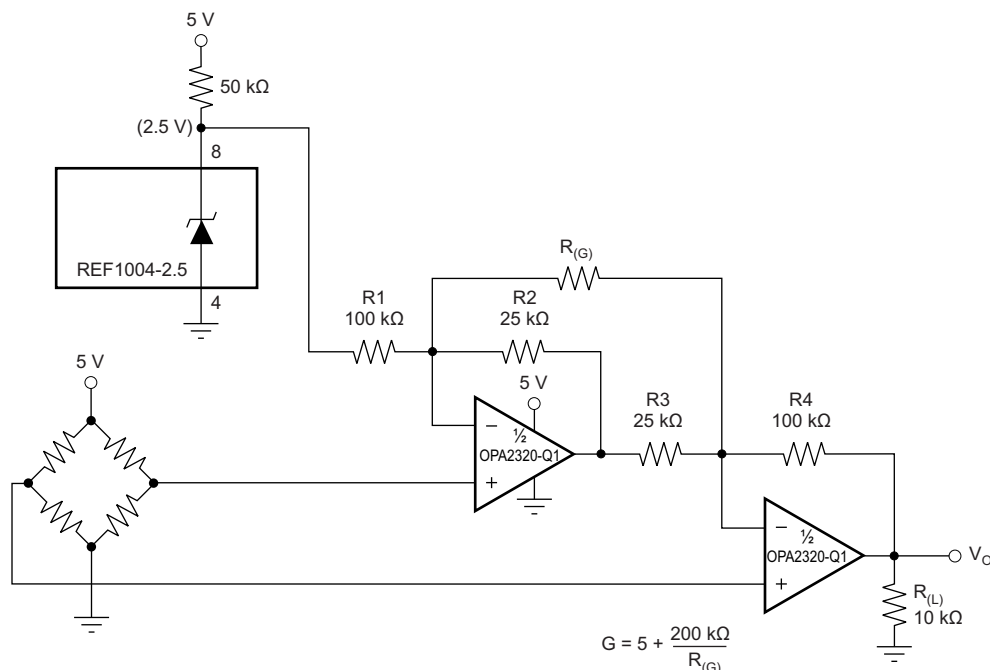 5 V
50 kΩ
(2.5 V)
8
REF1004-2.5
4
R(G)
R1
100 kΩ
R2
25 kΩ
5 V
5 V
R3
25 kΩ
R4
100 kΩ
−
½
OPA2320-Q1
+
−
½
OPA2320-Q1
+
VO
R(L)
10 kΩ
G = 5 + 200 kΩ
R(G)